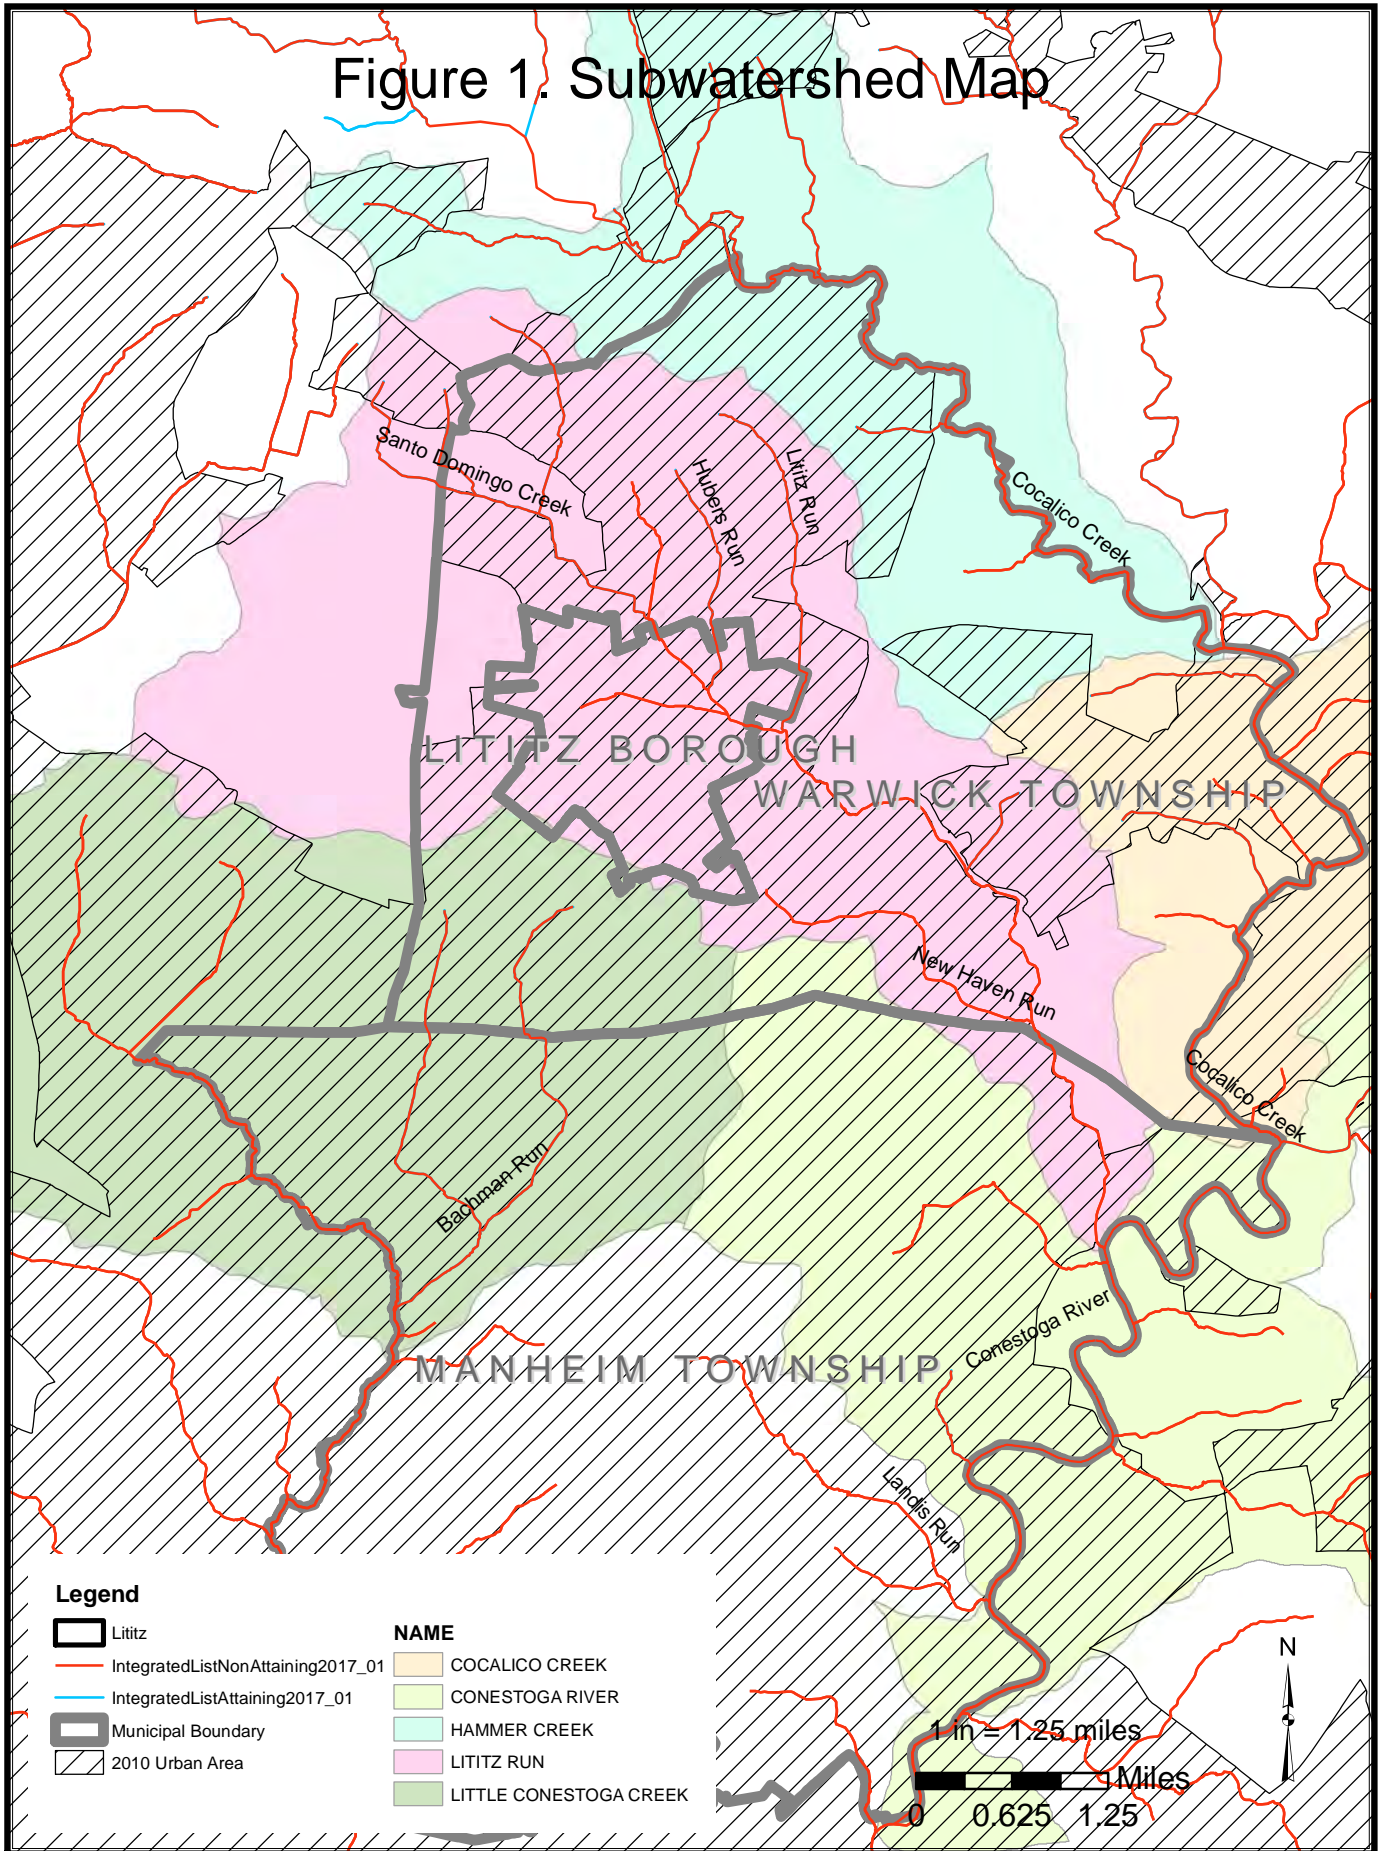 Figure 1. Subwatershed Map
Santo Domingo Creek
Hubers Run
Lititz Run
Cocalico Creek
LITITZ BOROUGH
WARWICK TOWNSHIP
New Haven Run
Cocalico Creek
Bachman Run
Conestoga River
MANHEIM TOWNSHIP
Landis Run
Legend
Lititz
IntegratedListNonAttaining2017_01
IntegratedListAttaining2017_01
Municipal Boundary
2010 Urban Area
NAME
COCALICO CREEK
CONESTOGA RIVER
HAMMER CREEK
LITITZ RUN
LITTLE CONESTOGA CREEK
N
1 in = 1.25 miles
Miles
0 0.625 1.25